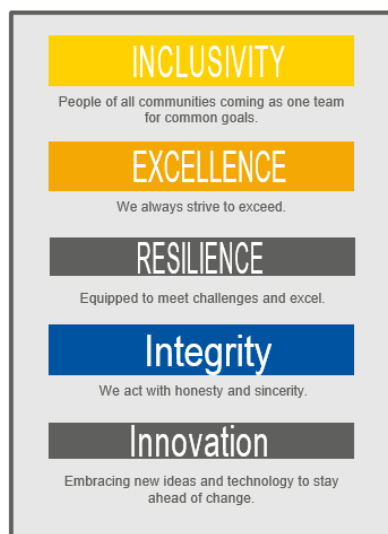 INCLUSIVITY
People of all communities coming as one team
for common goals.
EXCELLENCE
We always strive to exceed.
RESILIENCE
Equipped to meet challenges and excel.
Integrity
We act with honesty and sincerity.
Innovation
Embracing new ideas and technology to stay
ahead of change.